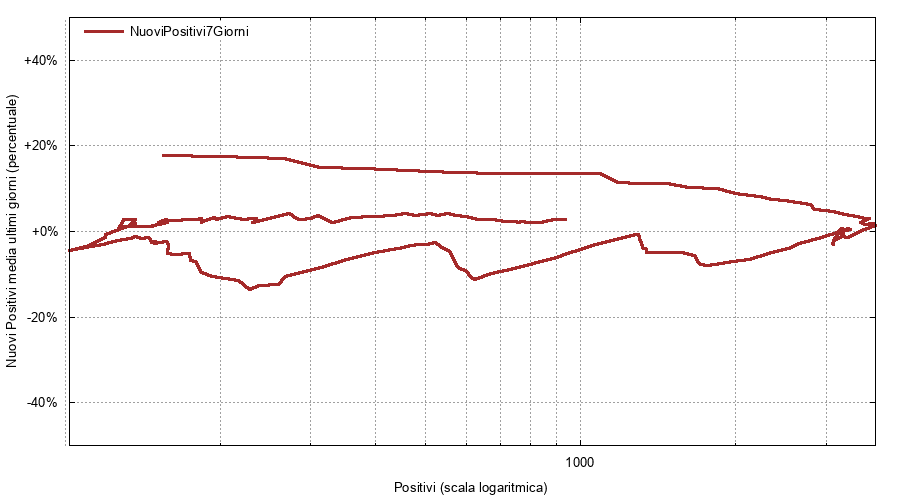 NuoviPositivi7Giorni
+40%
+20%
+0%
-20%
-40%
Nuovi Positivi media ultimi giorni (percentuale)
1000
Positivi (scala logaritmica)